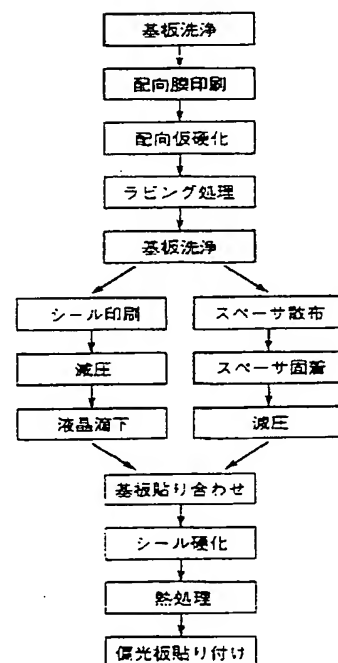 基板洗浄
配向膜印刷
配向仮硬化
ラビング処理
基板洗浄
シール印刷
スペーサ散布
減圧
スペーサ固着
液晶滴下
減圧
基板貼り合わせ
シール硬化
熱処理
偏光板貼り付け